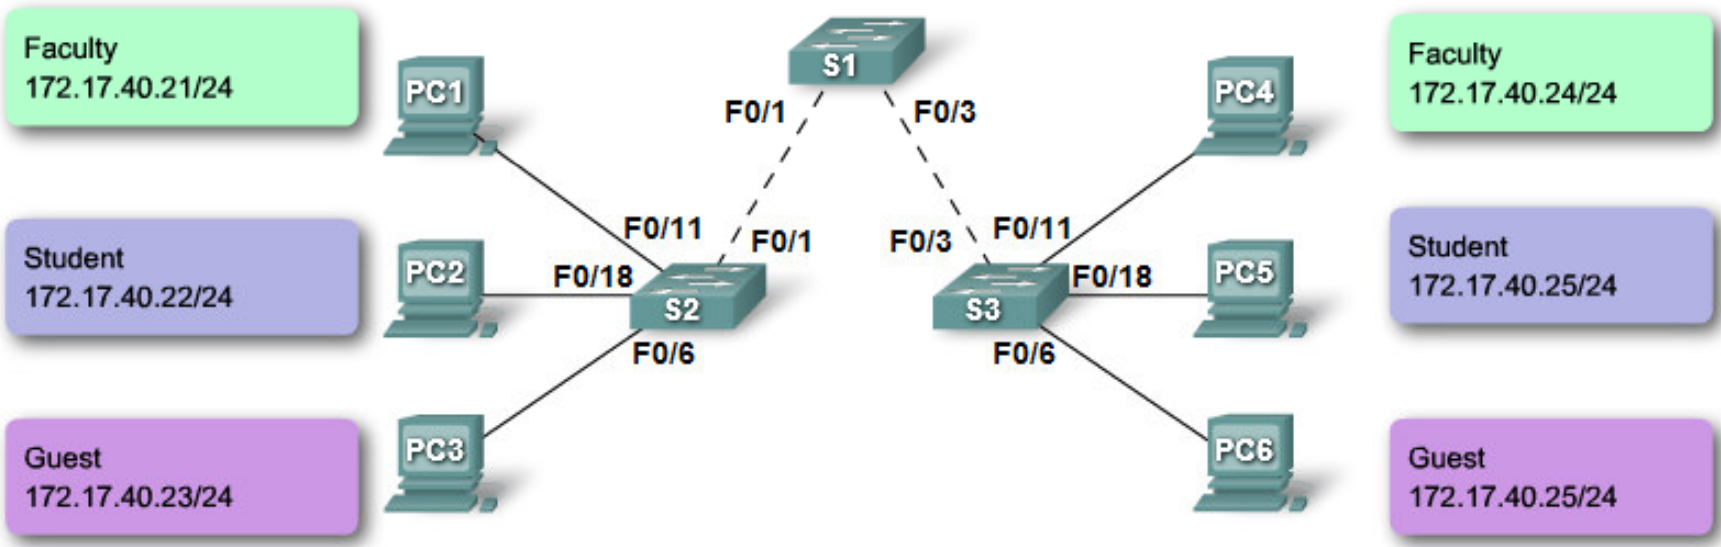 Faculty
172.17.40.21/24
PC1
S1
PC4
Faculty
172.17.40.24/24
F0/1
F0/3
F0/11
F0/1
F0/3
F0/11
Student
172.17.40.22/24
PC2
F0/18
S2
S3
F0/18
PC5
Student
172.17.40.25/24
F0/6
F0/6
Guest
172.17.40.23/24
PC3
PC6
Guest
172.17.40.25/24